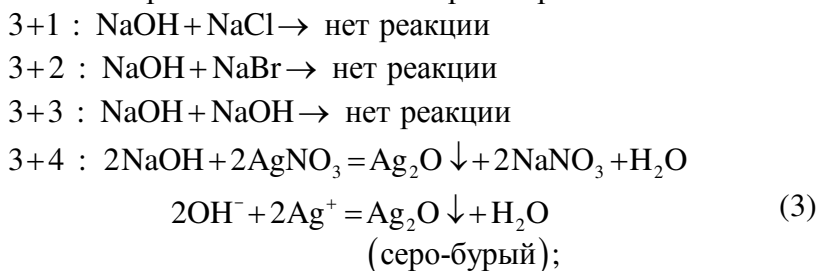 3+1 : NaOH+NaCl→ нет реакции
3+2 : NaOH+NaBr→ нет реакции
3+3 : NaOH+NaOH→ нет реакции
3+4 : 2NaOH+2AgNO₃=Ag₂O↓+2NaNO₃+H₂O
2OH⁻+2Ag⁺=Ag₂O↓+H₂O (3)
(серо-бурый);